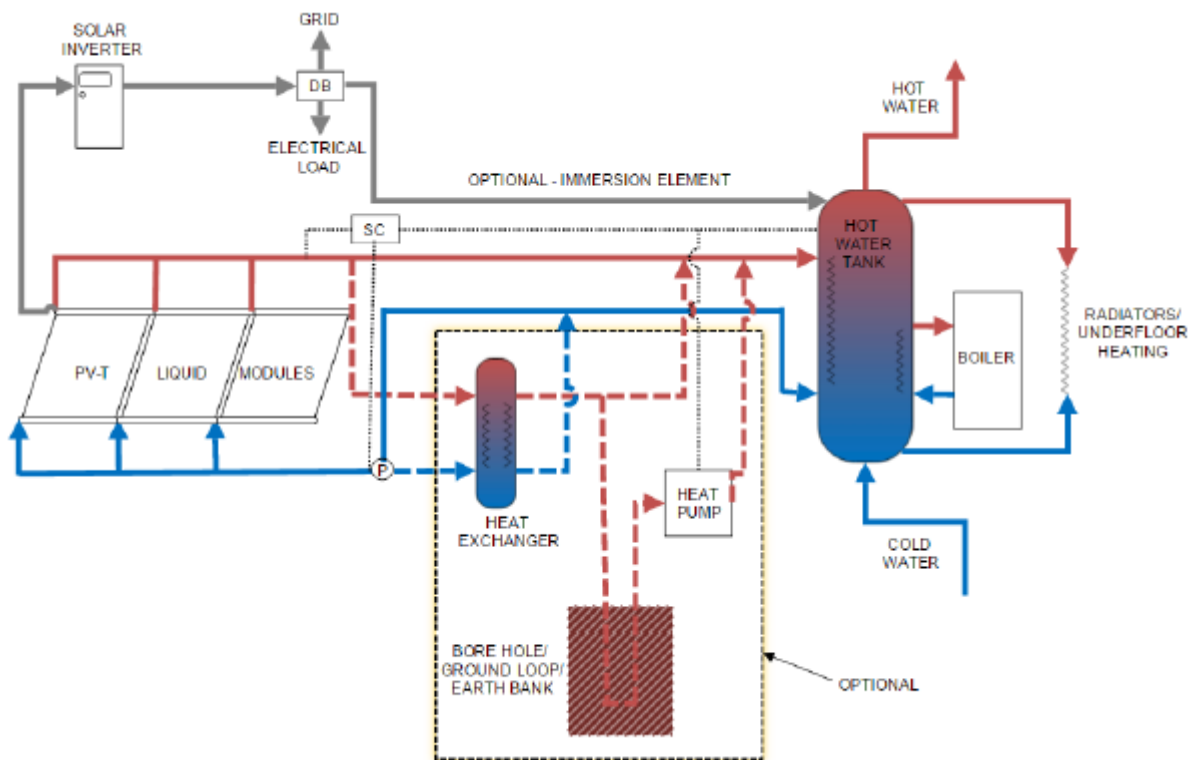 GRID
SOLAR
INVERTER
DB
HOT
WATER
ELECTRICAL
LOAD
OPTIONAL - IMMERSION ELEMENT
SC
HOT
WATER
TANK
RADIATORS/
UNDERFLOOR
HEATING
BOILER
PV-T
LIQUID
MODULES
P
HEAT
PUMP
HEAT
EXCHANGER
COLD
WATER
BORE HOLE/
GROUND LOOP/
EARTH BANK
OPTIONAL